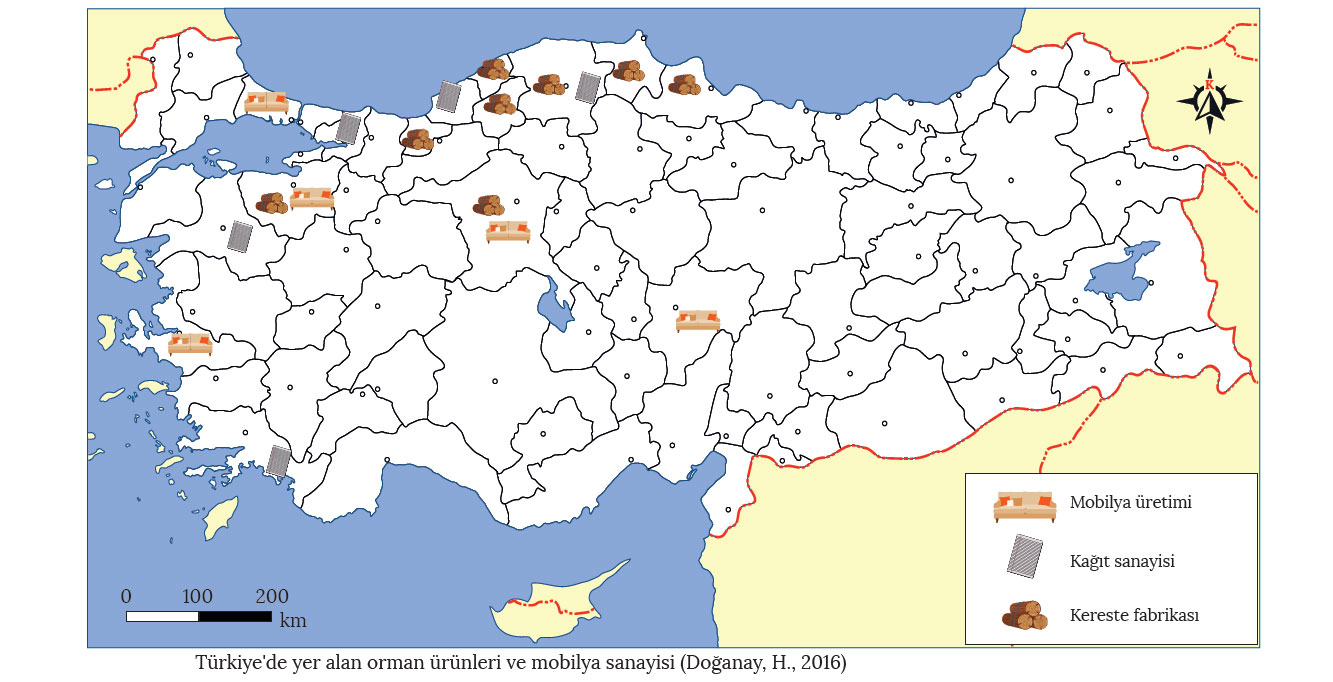 K
Mobilya üretimi
Kağıt sanayisi
Kereste fabrikası
0 100 200
km
Türkiye'de yer alan orman ürünleri ve mobilya sanayisi (Doğanay, H., 2016)